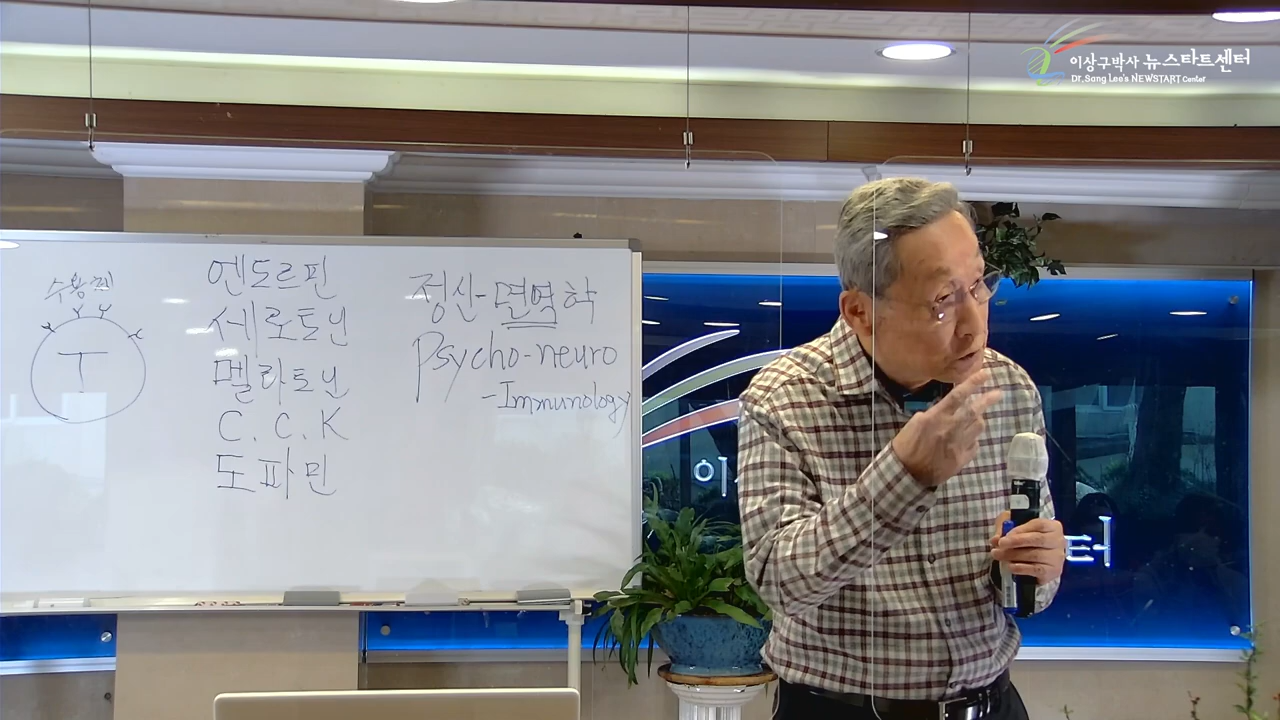 이상구박사 뉴스타트센터
Dr. Sang Lee's NEWSTART Center
수용체
T
엔도르핀
세로토닌
멜라토닌
C.C.K
도파민
정신-면역학
Psycho-neuro
-Immunology
이
터